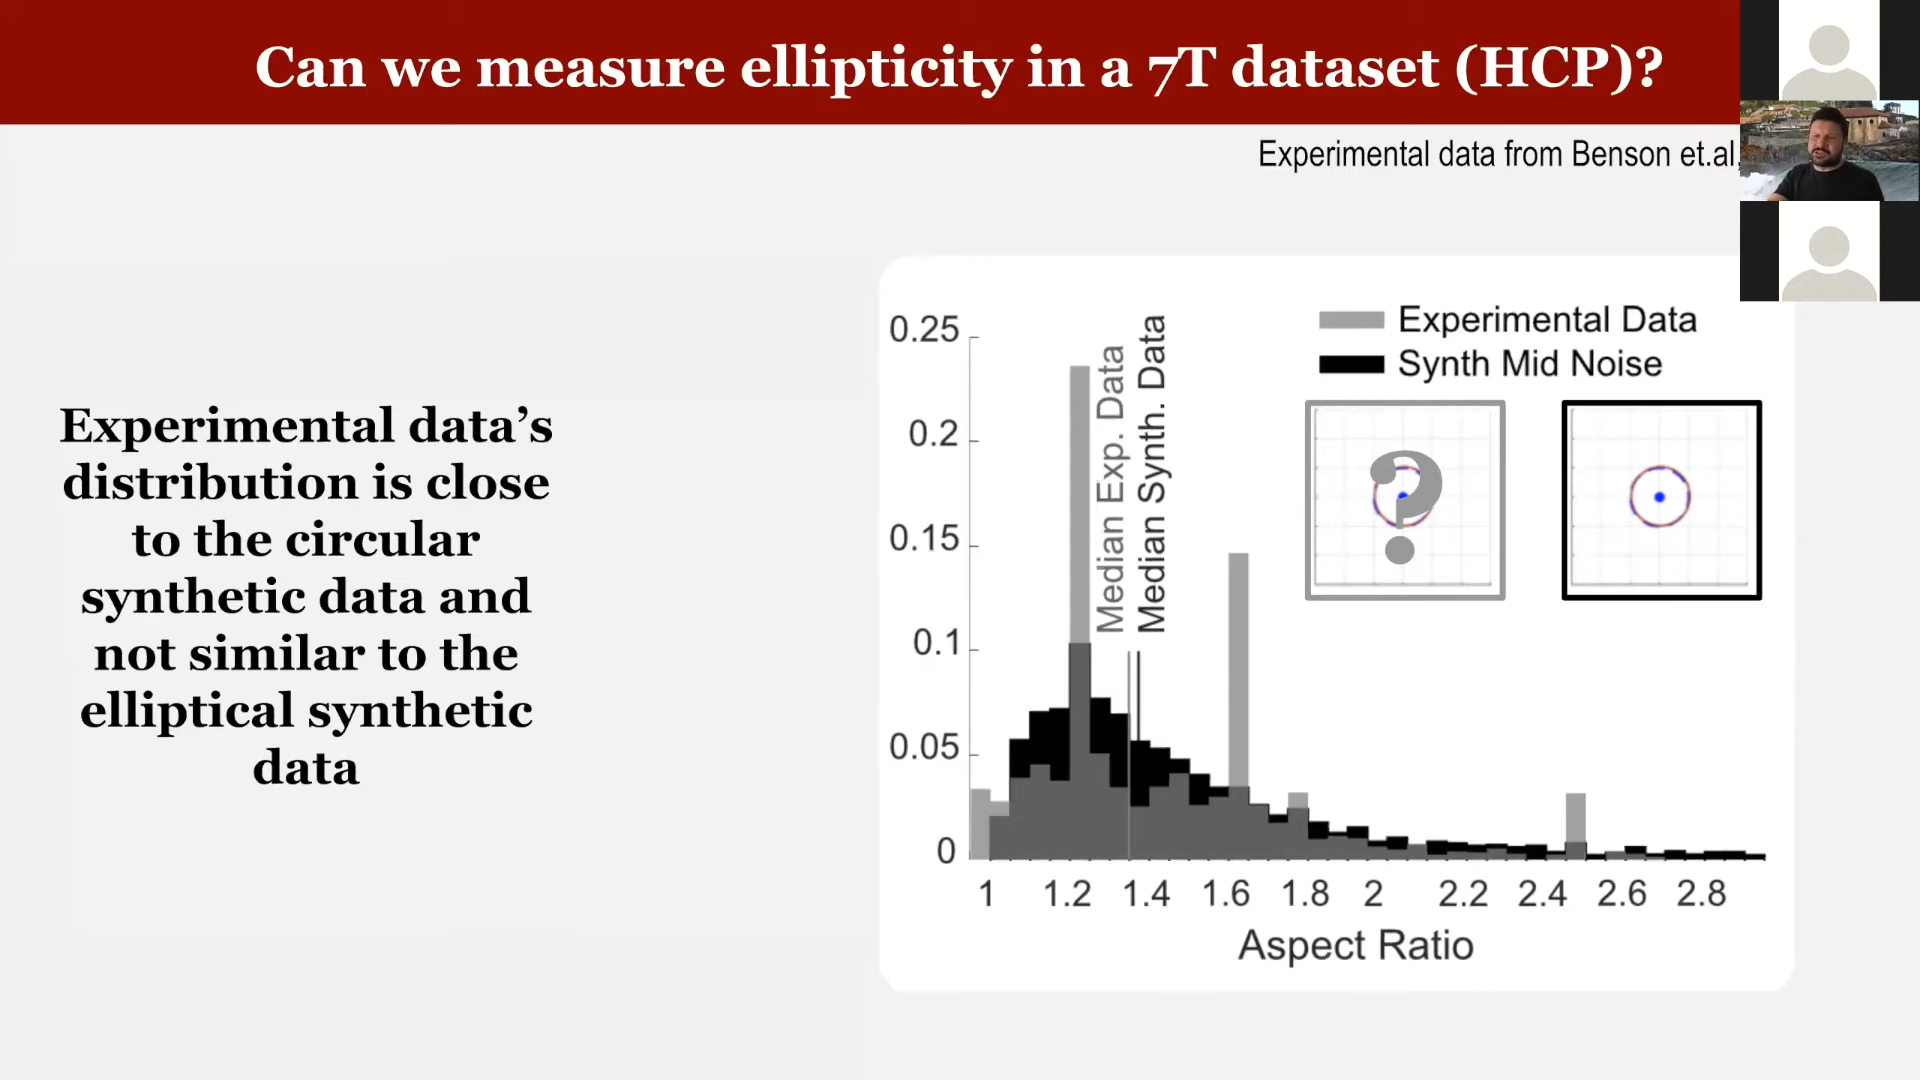 Can we measure ellipticity in a 7T dataset (HCP)?
Experimental data from Benson et.al,
Experimental data’s
distribution is close
to the circular
synthetic data and
not similar to the
elliptical synthetic
data
Experimental Data
Synth Mid Noise
Median Exp. Data
Median Synth. Data
?
0.25
0.2
0.15
0.1
0.05
0
1 1.2 1.4 1.6 1.8 2 2.2 2.4 2.6 2.8
Aspect Ratio